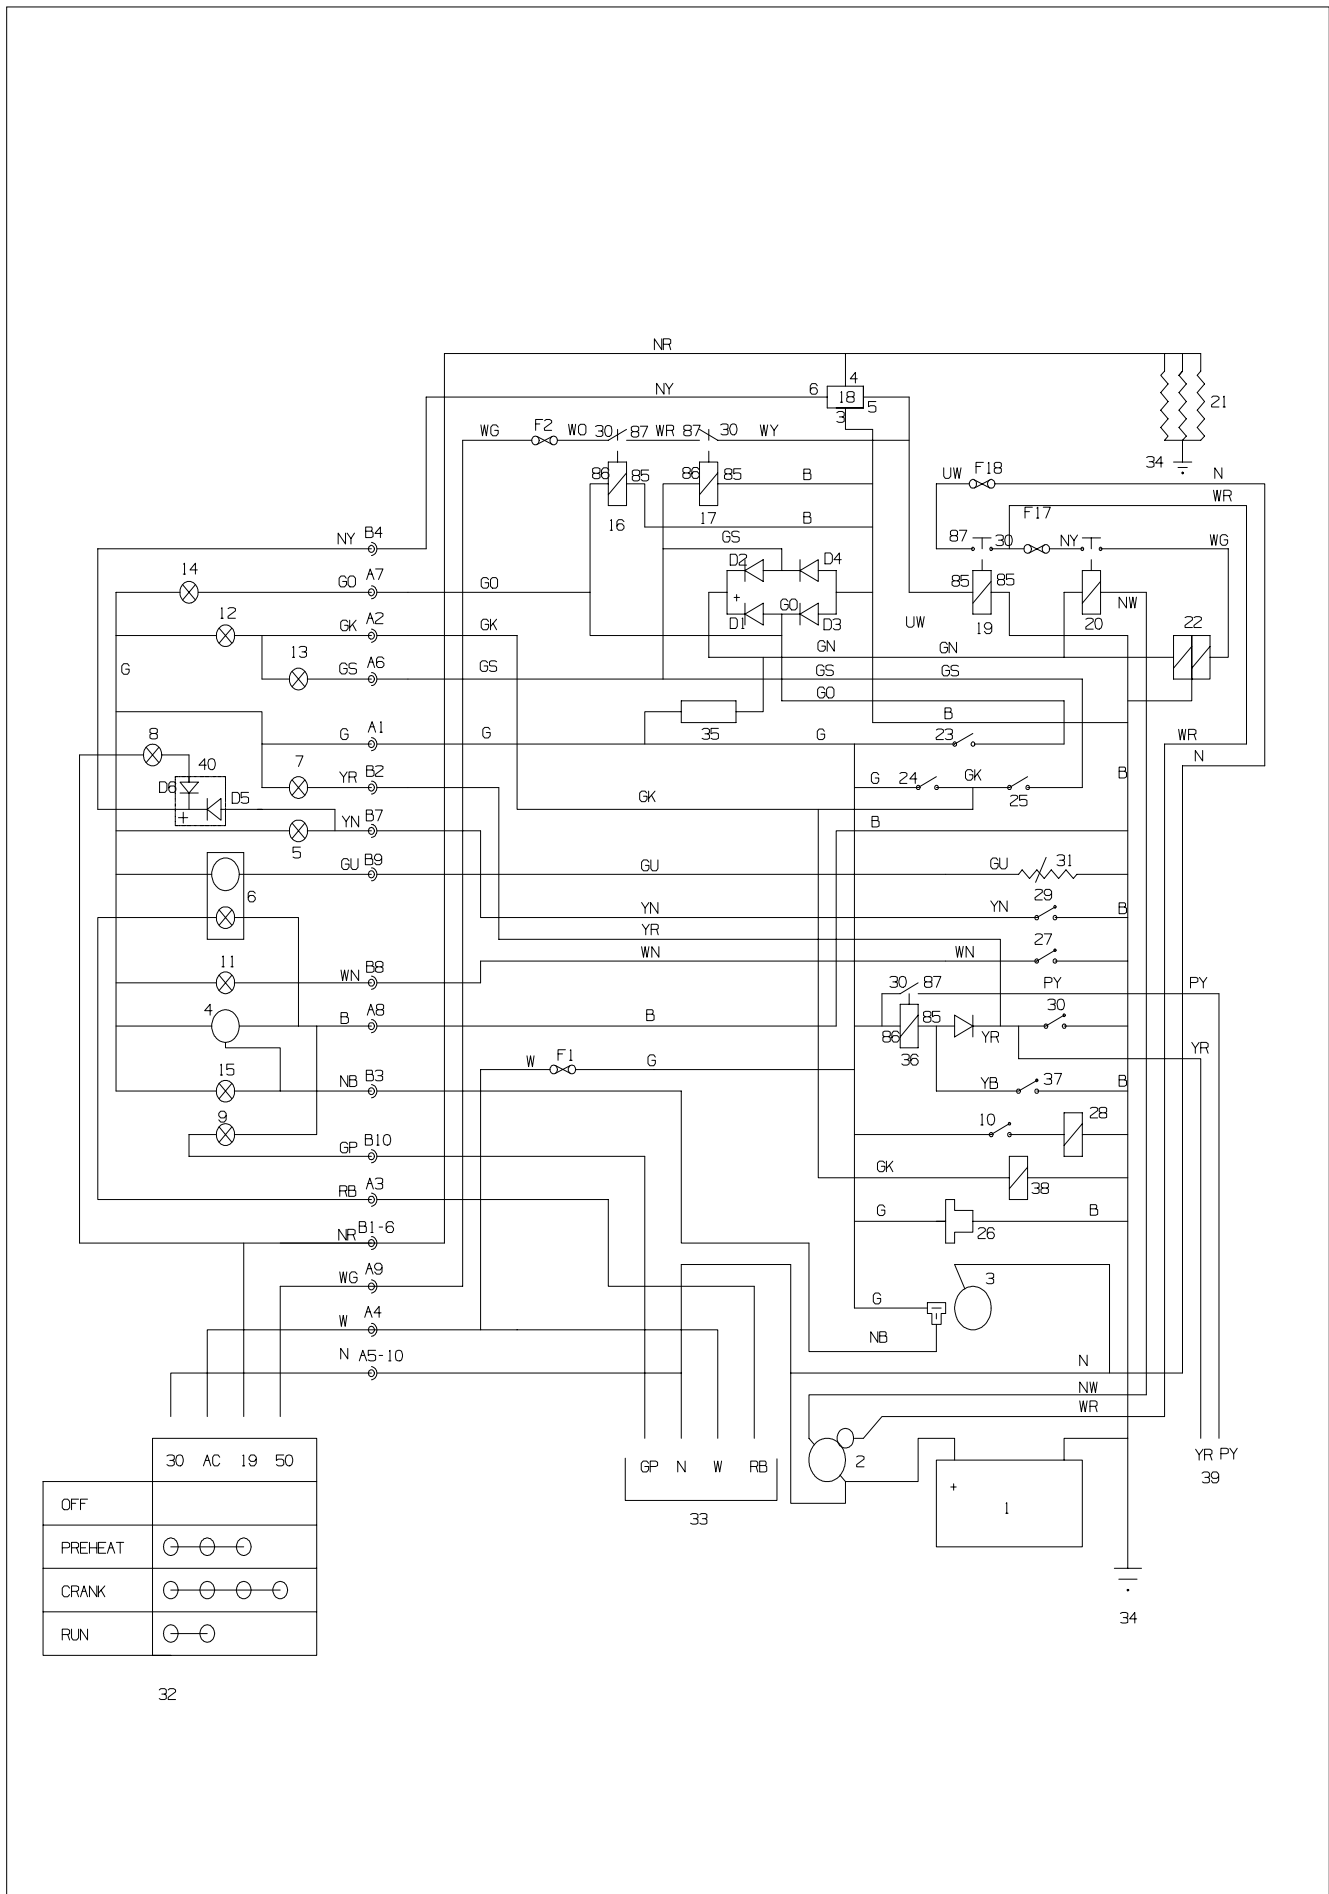 NR
4
6 18 5
NY
3
21
WG F2 WO 30 87 WR 87 30 WY
34
UW F18 N
86 85 86 85 B
WR
16 17 B
F17
NY B4 GS 87 30 NY WG
14 A7 D2 D4
GO GO 85 85
+ GO NW
12 A2 D1 D3 UW 19 20 22
GK GK
13 GN GN
G GS A6 GS GS GS
GO
B
8 G A1 G 35 G 23 WR
N
40 7 B2
D6 YR G 24 GK B
D5 GK 25
+
YN B7 B
5
GU B9 GU GU 31
6 29
YN YN B
YR
27
11 WN WN
WN B8
30 87 PY PY
4 A8 30
B B 85
86 YR
36
W F1 G YR
15 NB B3 YB 37 B
9 10 28
GP B10
GK
RB A3 38
G B
NR B1-6 26
WG A9 3
G
W A4
NB
N A5-10 N
NW
WR
30 AC 19 50 GP N W RB 2 YR PY
+ 39
OFF 1
33
PREHEAT
CRANK
34
RUN
32